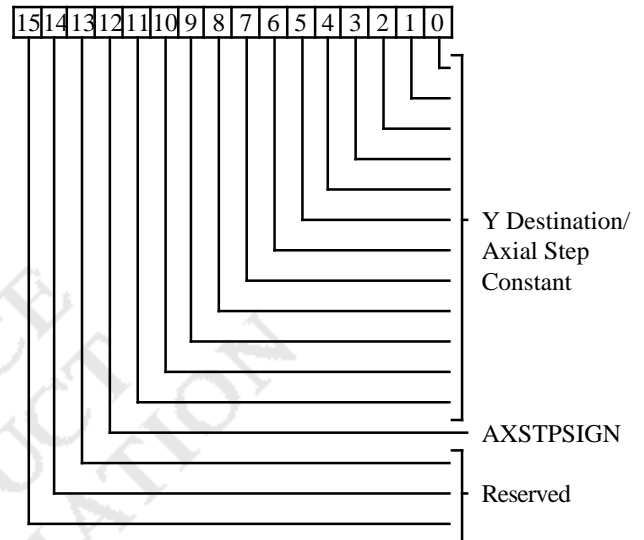 15 14 13 12 11 10 9 8 7 6 5 4 3 2 1 0
Y Destination/
Axial Step
Constant
AXSTPSIGN
Reserved